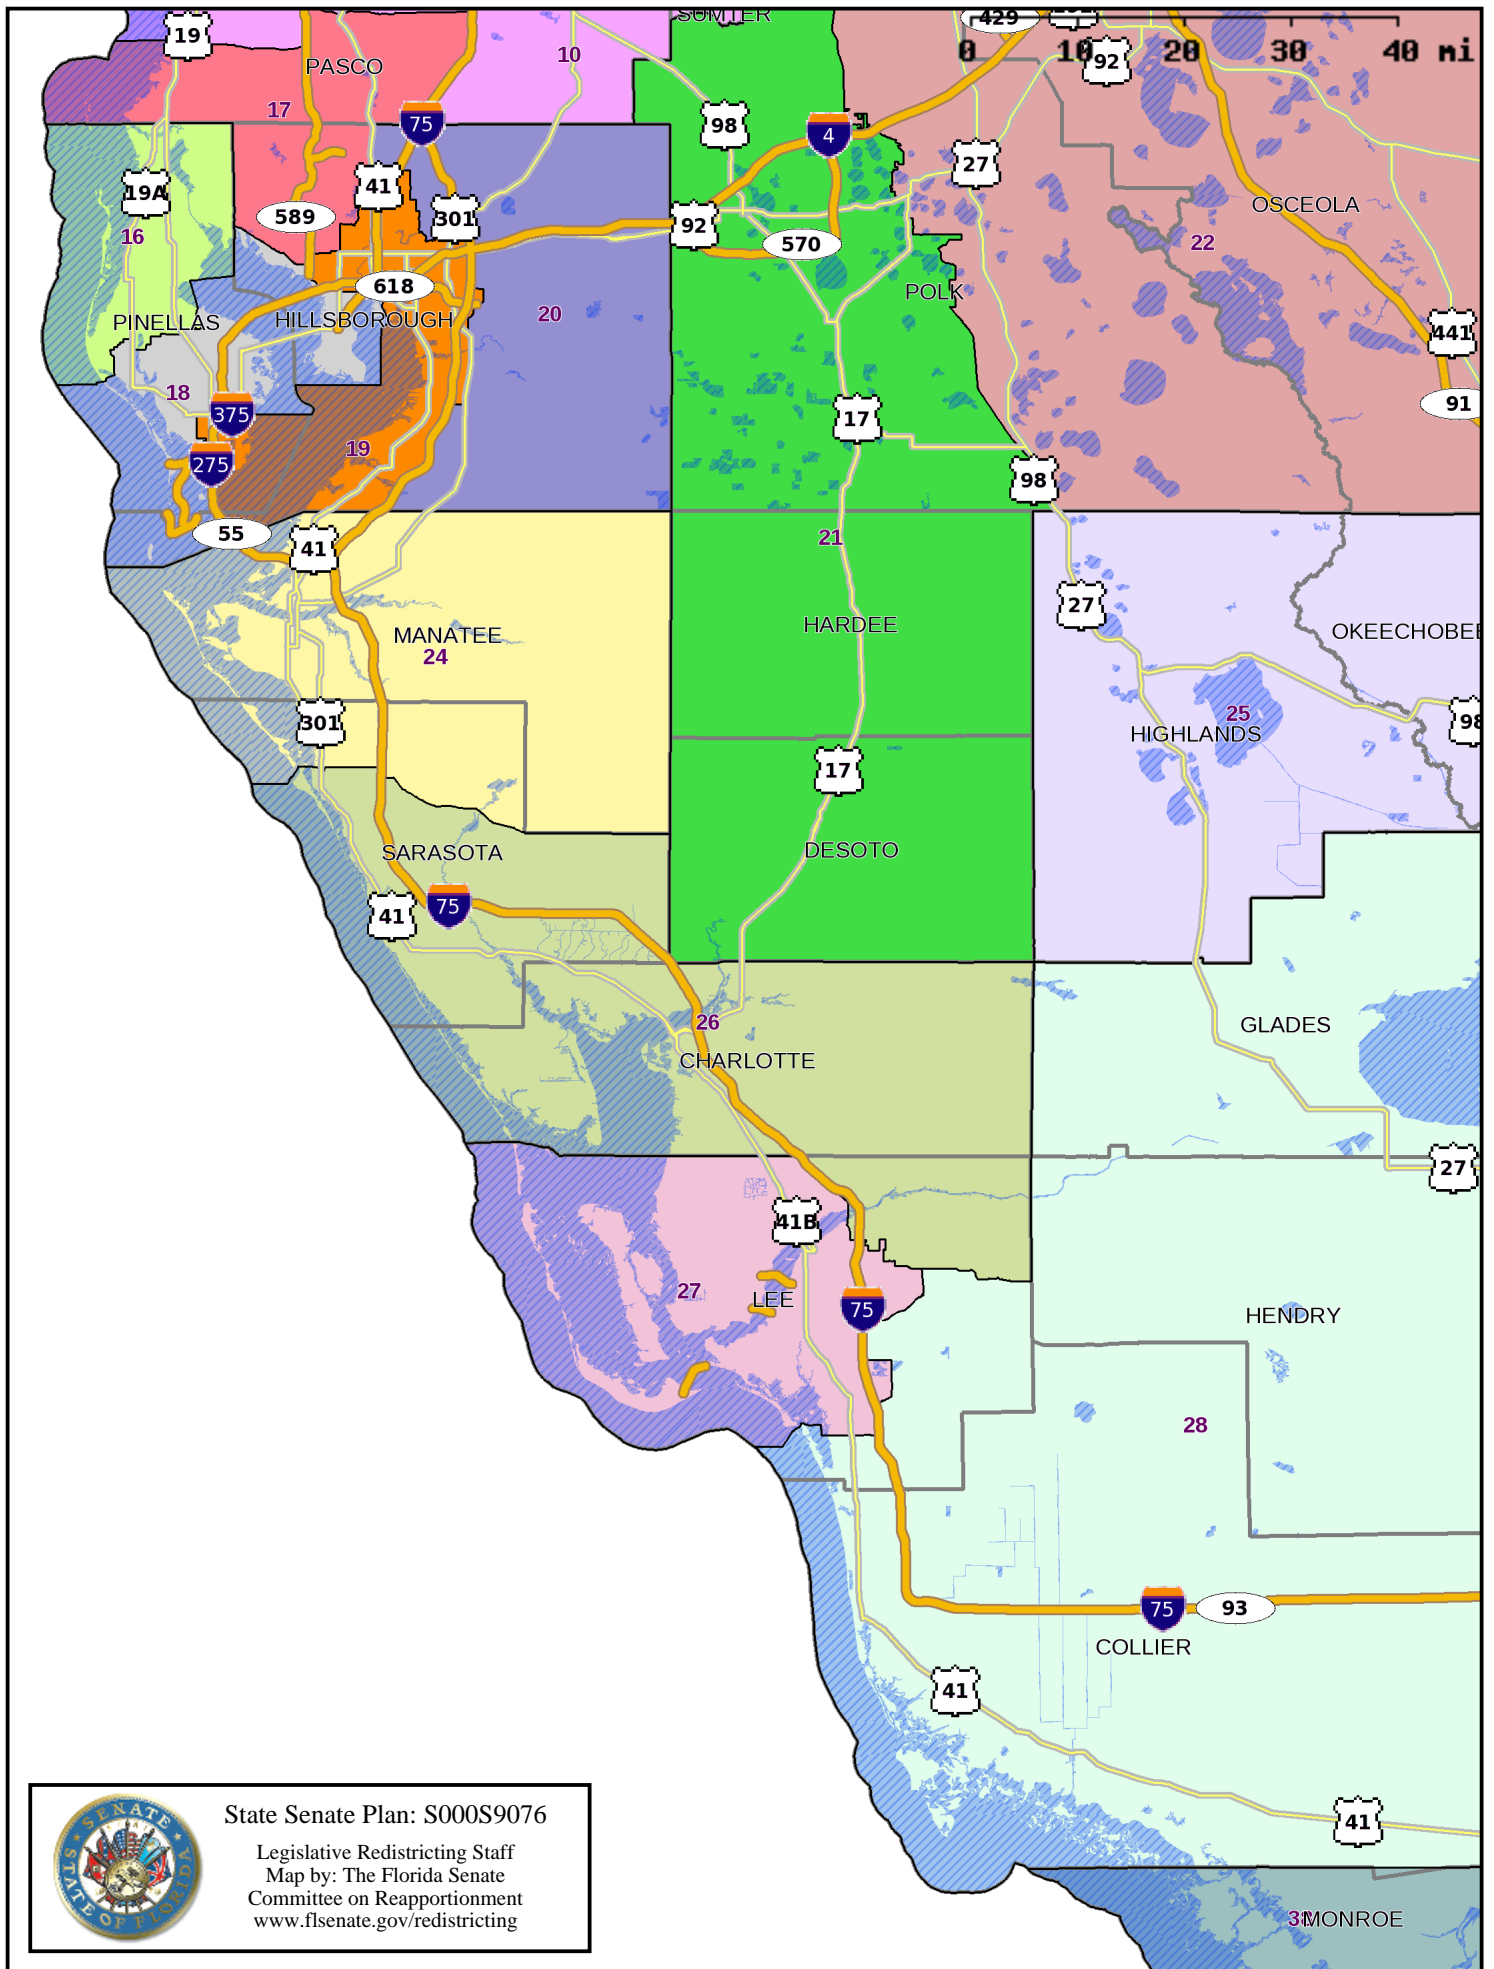 SUMTER
429
19
0 10 20 30 40 mi
10
92
PASCO
17
75
98
4
27
41
19A
301
589
92
570
OSCEOLA
16
22
618
POLK
PINELLAS
HILLSBOROUGH
20
441
18
375
17
91
19
275
98
55
41
21
27
HARDEE
OKEECHOBEE
MANATEE
24
301
25
98
HIGHLANDS
17
SARASOTA
DESOTO
75
41
26
GLADES
CHARLOTTE
27
41B
27
LEE
75
HENDRY
28
75
93
COLLIER
41
41
MONROE
SENATE
STATE OF FLORIDA
State Senate Plan: S000S9076
Legislative Redistricting Staff
Map by: The Florida Senate
Committee on Reapportionment
www.flsenate.gov/redistricting